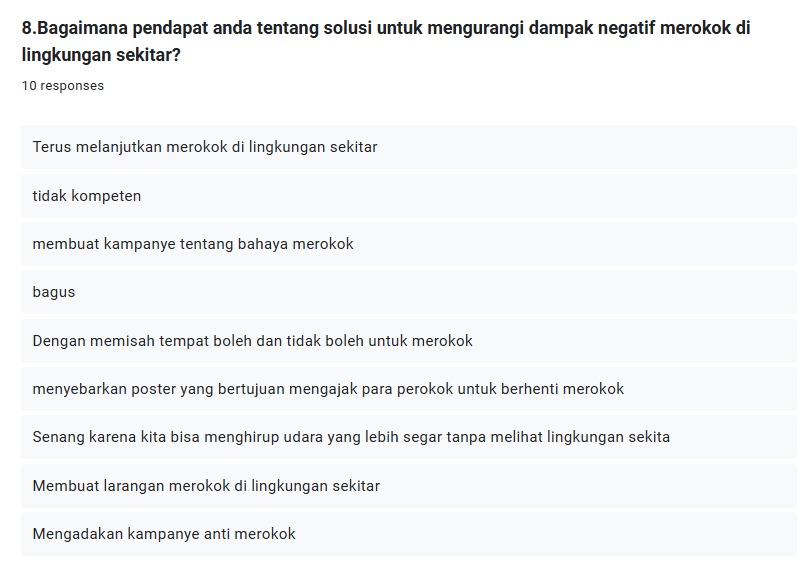 8.Bagaimana pendapat anda tentang solusi untuk mengurangi dampak negatif merokok di
lingkungan sekitar?
10 responses
Terus melanjutkan merokok di lingkungan sekitar
tidak kompeten
membuat kampanye tentang bahaya merokok
bagus
Dengan memisah tempat boleh dan tidak boleh untuk merokok
menyebarkan poster yang bertujuan mengajak para perokok untuk berhenti merokok
Senang karena kita bisa menghirup udara yang lebih segar tanpa melihat lingkungan sekita
Membuat larangan merokok di lingkungan sekitar
Mengadakan kampanye anti merokok